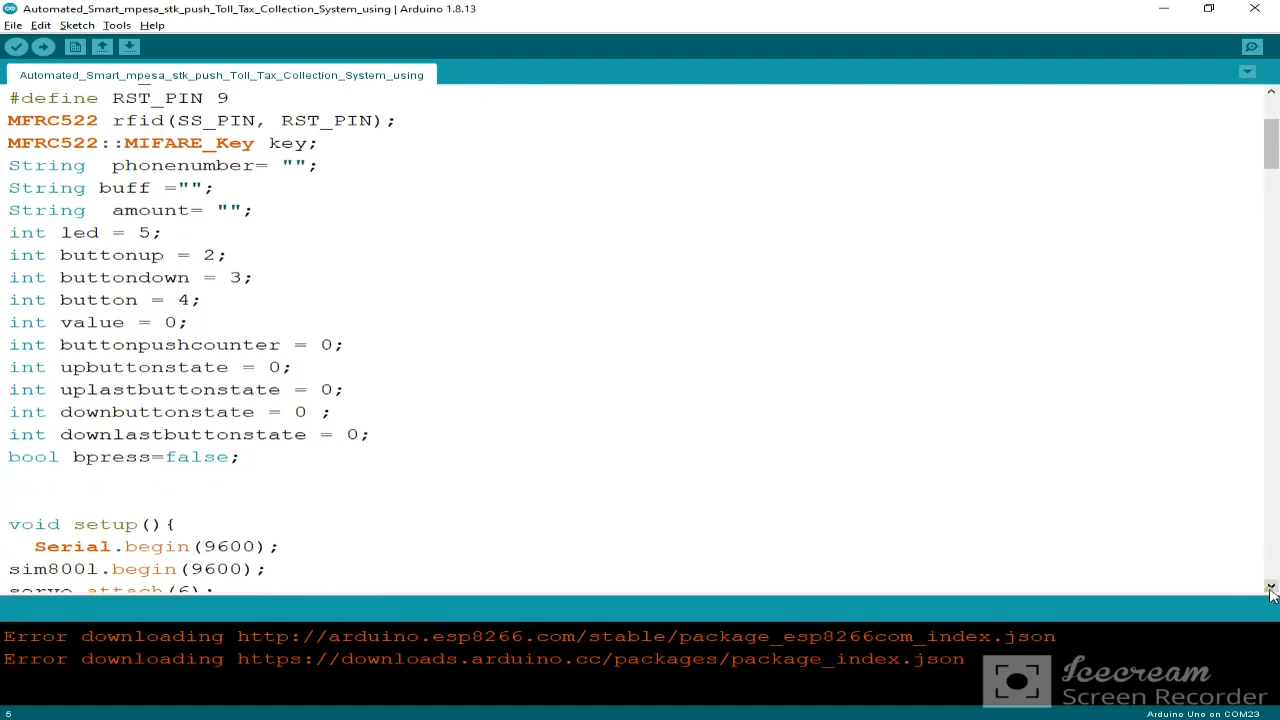 Automated_Smart_mpesa_stk_push_Toll_Tax_Collection_System_using | Arduino 1.8.13
File Edit Sketch Tools Help
Automated_Smart_mpesa_stk_push_Toll_Tax_Collection_System_using
#define RST_PIN 9
MFRC522 rfid(SS_PIN, RST_PIN);
MFRC522::MIFARE_Key key;
String  phonenumber= "";
String buff ="";
String  amount= "";
int led = 5;
int buttonup = 2;
int buttondown = 3;
int button = 4;
int value = 0;
int buttonpushcounter = 0;
int upbuttonstate = 0;
int uplastbuttonstate = 0;
int downbuttonstate = 0 ;
int downlastbuttonstate = 0;
bool bpress=false;
void setup(){
Serial.begin(9600);
sim800l.begin(9600);
servo.attach(6);
Error downloading http://arduino.esp8266.com/stable/package_esp8266com_index.json
Error downloading https://downloads.arduino.cc/packages/package_index.json
Icecream
Screen Recorder
5
Arduino Uno on COM23